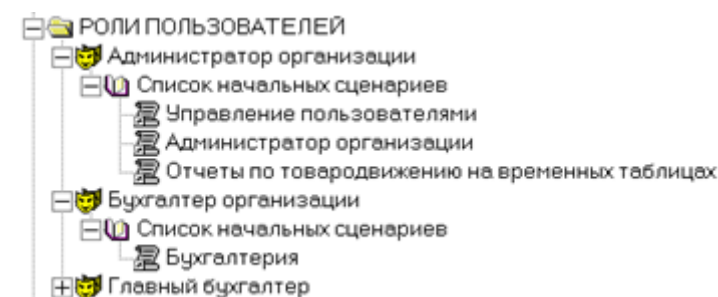 РОЛИ ПОЛЬЗОВАТЕЛЕЙ
Администратор организации
Список начальных сценариев
Управление пользователями
Администратор организации
Отчеты по товародвижению на временных таблицах
Бухгалтер организации
Список начальных сценариев
Бухгалтерия
Главный бухгалтер